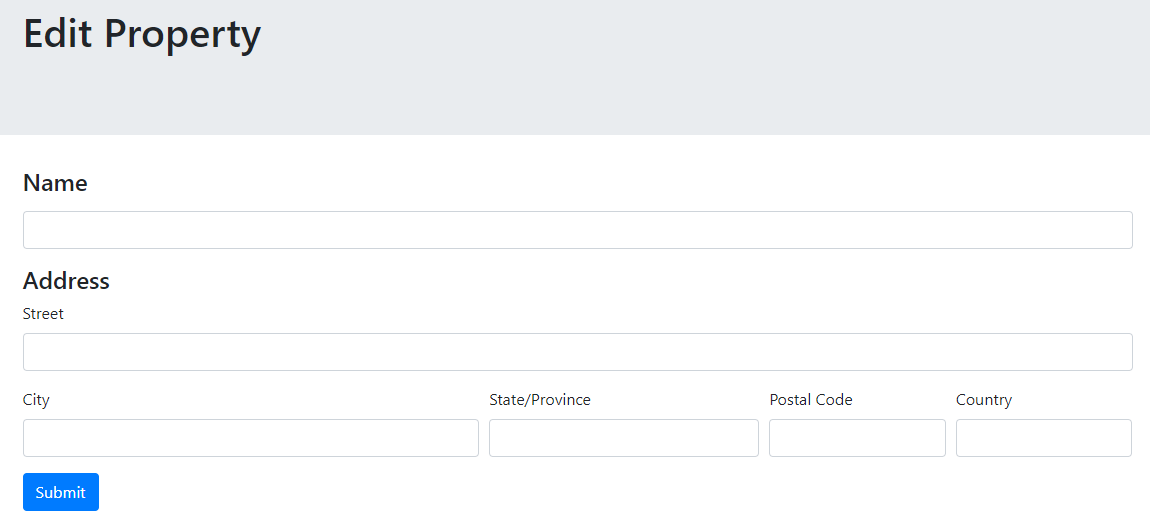 Edit Property
Name
Address
Street
City State/Province Postal Code Country
Submit